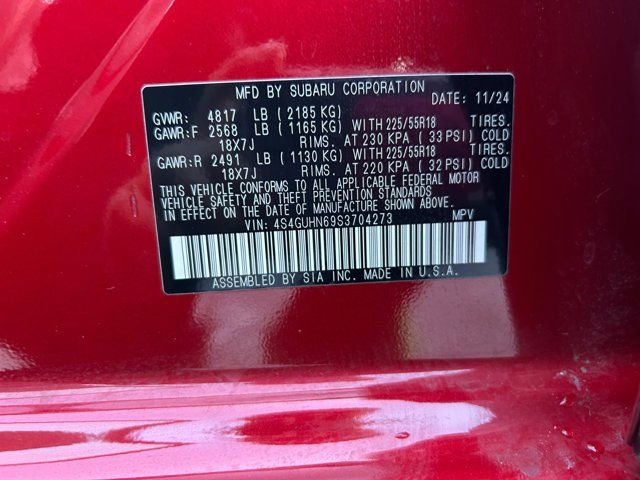 MFD BY SUBARU CORPORATION
DATE: 11/24
GVWR: 4817 LB (2185 KG)
GAWR:F 2568 LB (1165 KG) WITH 225/55R18 TIRES.
18X7J RIMS. AT 230 KPA (33 PSI) COLD
GAWR:R 2491 LB (1130 KG) WITH 225/55R18 TIRES.
18X7J RIMS. AT 220 KPA (32 PSI) COLD
THIS VEHICLE CONFORMS TO ALL APPLICABLE FEDERAL MOTOR
VEHICLE SAFETY AND THEFT PREVENTION STANDARDS
IN EFFECT ON THE DATE OF MANUFACTURE SHOWN ABOVE.
VIN: 4S4GUHN69S3704273 MPV
ASSEMBLED BY SIA INC. MADE IN U.S.A.